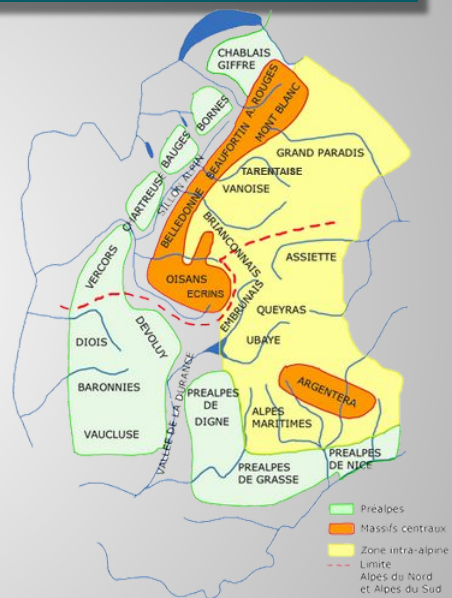 CHABLAIS
GIFFRE
BORNES
A. ROUGES
MONT BLANC
BAUGES
BEAUFORTIN
GRAND PARADIS
TARENTAISE
VANOISE
CHARTREUSE
SILLON ALPIN
BELLEDONNE
BRIANCONNAIS
ASSIETTE
VERCORS
OISANS
ECRINS
EMBRUNAIS
QUEYRAS
UBAYE
DIOIS
DEVOLUY
BARONNIES
VAUCLUSE
VALLEE DE LA DURANCE
PREALPES
DE
DIGNE
ARGENTERA
ALPES
MARITIMES
PREALPES
DE GRASSE
PREALPES
DE NICE
Préalpes
Massifs centraux
Zone intra-alpine
Limite
Alpes du Nord
et Alpes du Sud